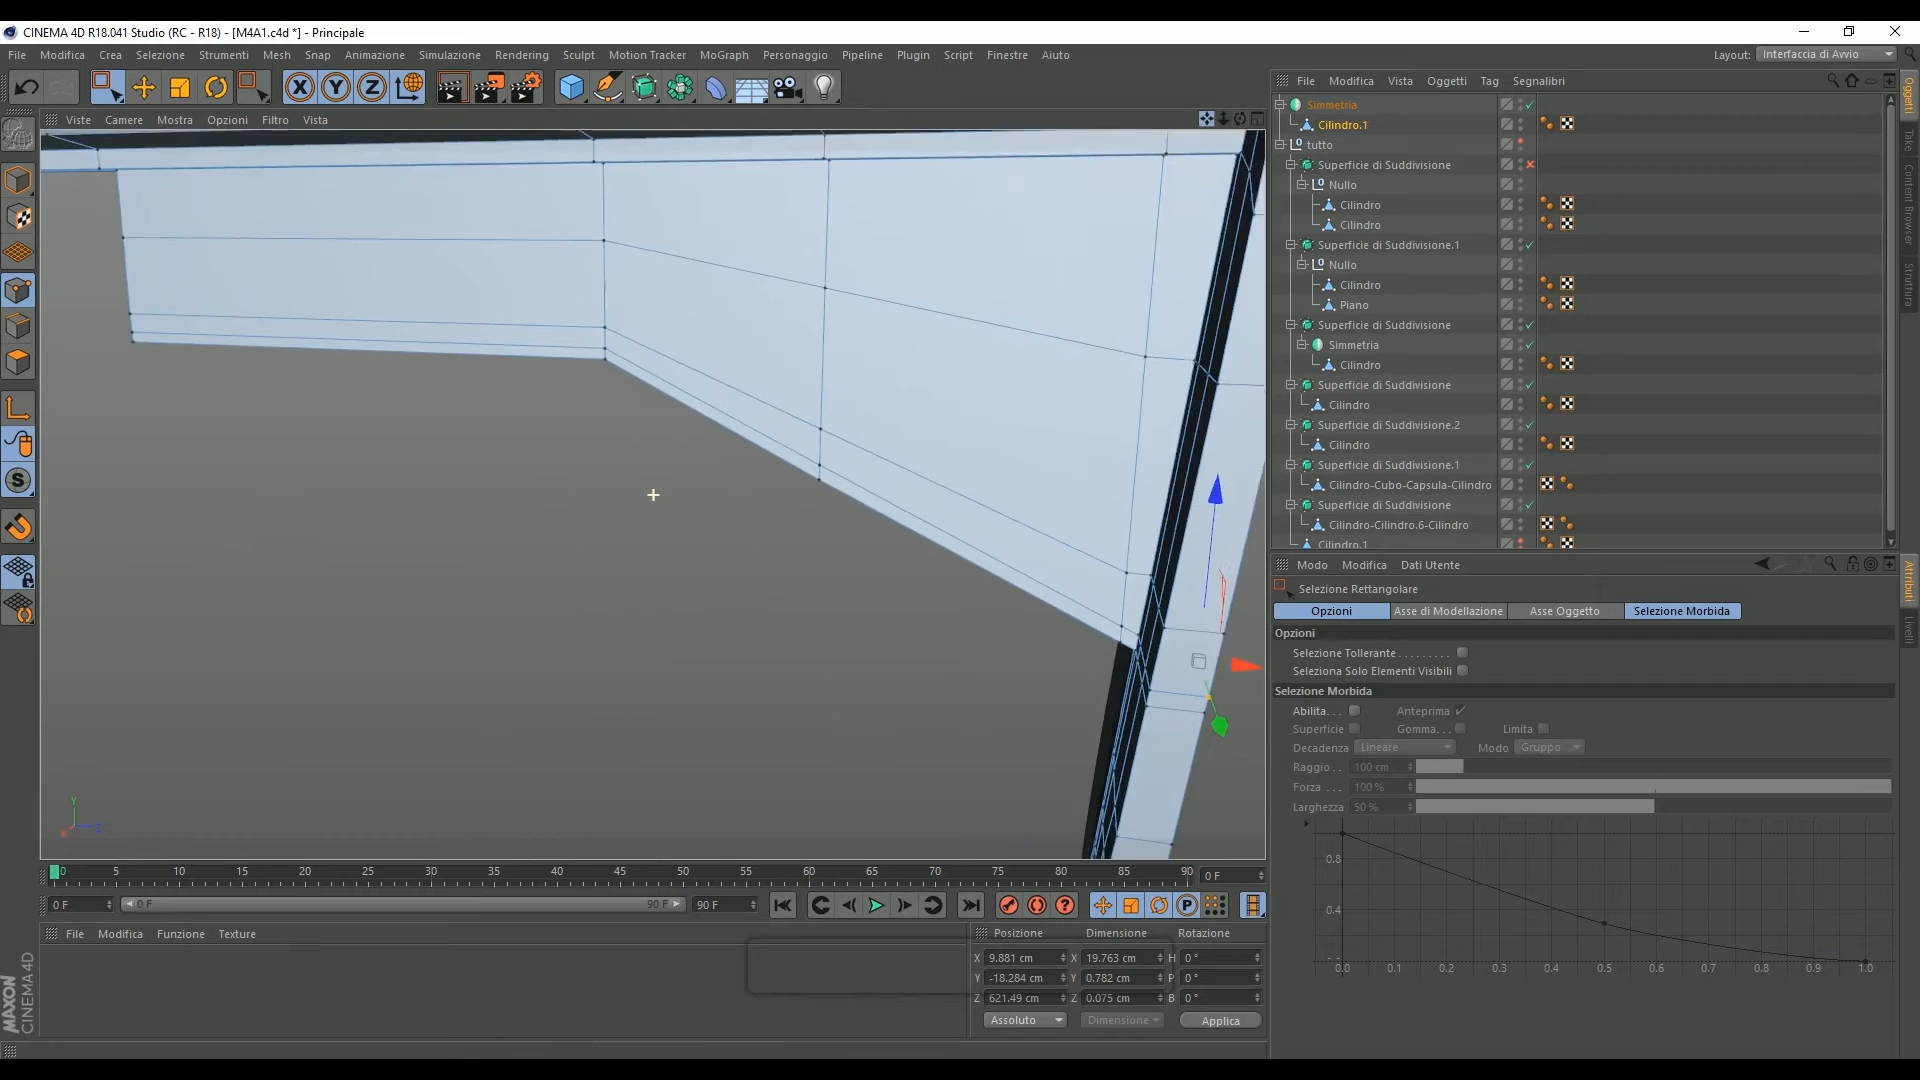 CINEMA 4D R18.041 Studio (RC - R18) - [M4A1.c4d *] - Principale
File Modifica Crea Selezione Strumenti Mesh Snap Animazione Simulazione Rendering Sculpt Motion Tracker MoGraph Personaggio Pipeline Plugin Script Finestre Aiuto
Layout: Interfaccia di Avvio
X Y Z
File Modifica Vista Oggetti Tag Segnalibri
Viste Camere Mostra Opzioni Filtro Vista
Simmetria
Cilindro.1
tutto
Superficie di Suddivisione
Nullo
Cilindro
Cilindro
Superficie di Suddivisione.1
Nullo
Cilindro
Piano
Superficie di Suddivisione
Simmetria
Cilindro
Superficie di Suddivisione
Cilindro
Superficie di Suddivisione.2
Cilindro
Superficie di Suddivisione.1
Cilindro-Cubo-Capsula-Cilindro
Superficie di Suddivisione
Cilindro-Cilindro.6-Cilindro
Cilindro.1
Oggetti
Take
Content Browser
Struttura
Modo Modifica Dati Utente
Selezione Rettangolare
Opzioni Asse di Modellazione Asse Oggetto Selezione Morbida
Opzioni
Selezione Tollerante . . . . . . . .
Seleziona Solo Elementi Visibili
Selezione Morbida
Abilita. . . Anteprima
Superficie Gomma. . . Limita
Decadenza Lineare Modo Gruppo
Raggio . . 100 cm
Forza . . . 100 %
Larghezza 50 %
0.8
0.4
0.0 0.1 0.2 0.3 0.4 0.5 0.6 0.7 0.8 0.9 1.0
Attributi
Livelli
Y
Z
0 5 10 15 20 25 30 35 40 45 50 55 60 65 70 75 80 85 90 0 F
0 F 0 F 90 F 90 F
File Modifica Funzione Texture
Posizione Dimensione Rotazione
X 9.881 cm X 19.763 cm H 0 °
Y -18.284 cm Y 0.782 cm P 0 °
Z 621.49 cm Z 0.075 cm B 0 °
Assoluto Dimensione Applica
MAXON
CINEMA 4D